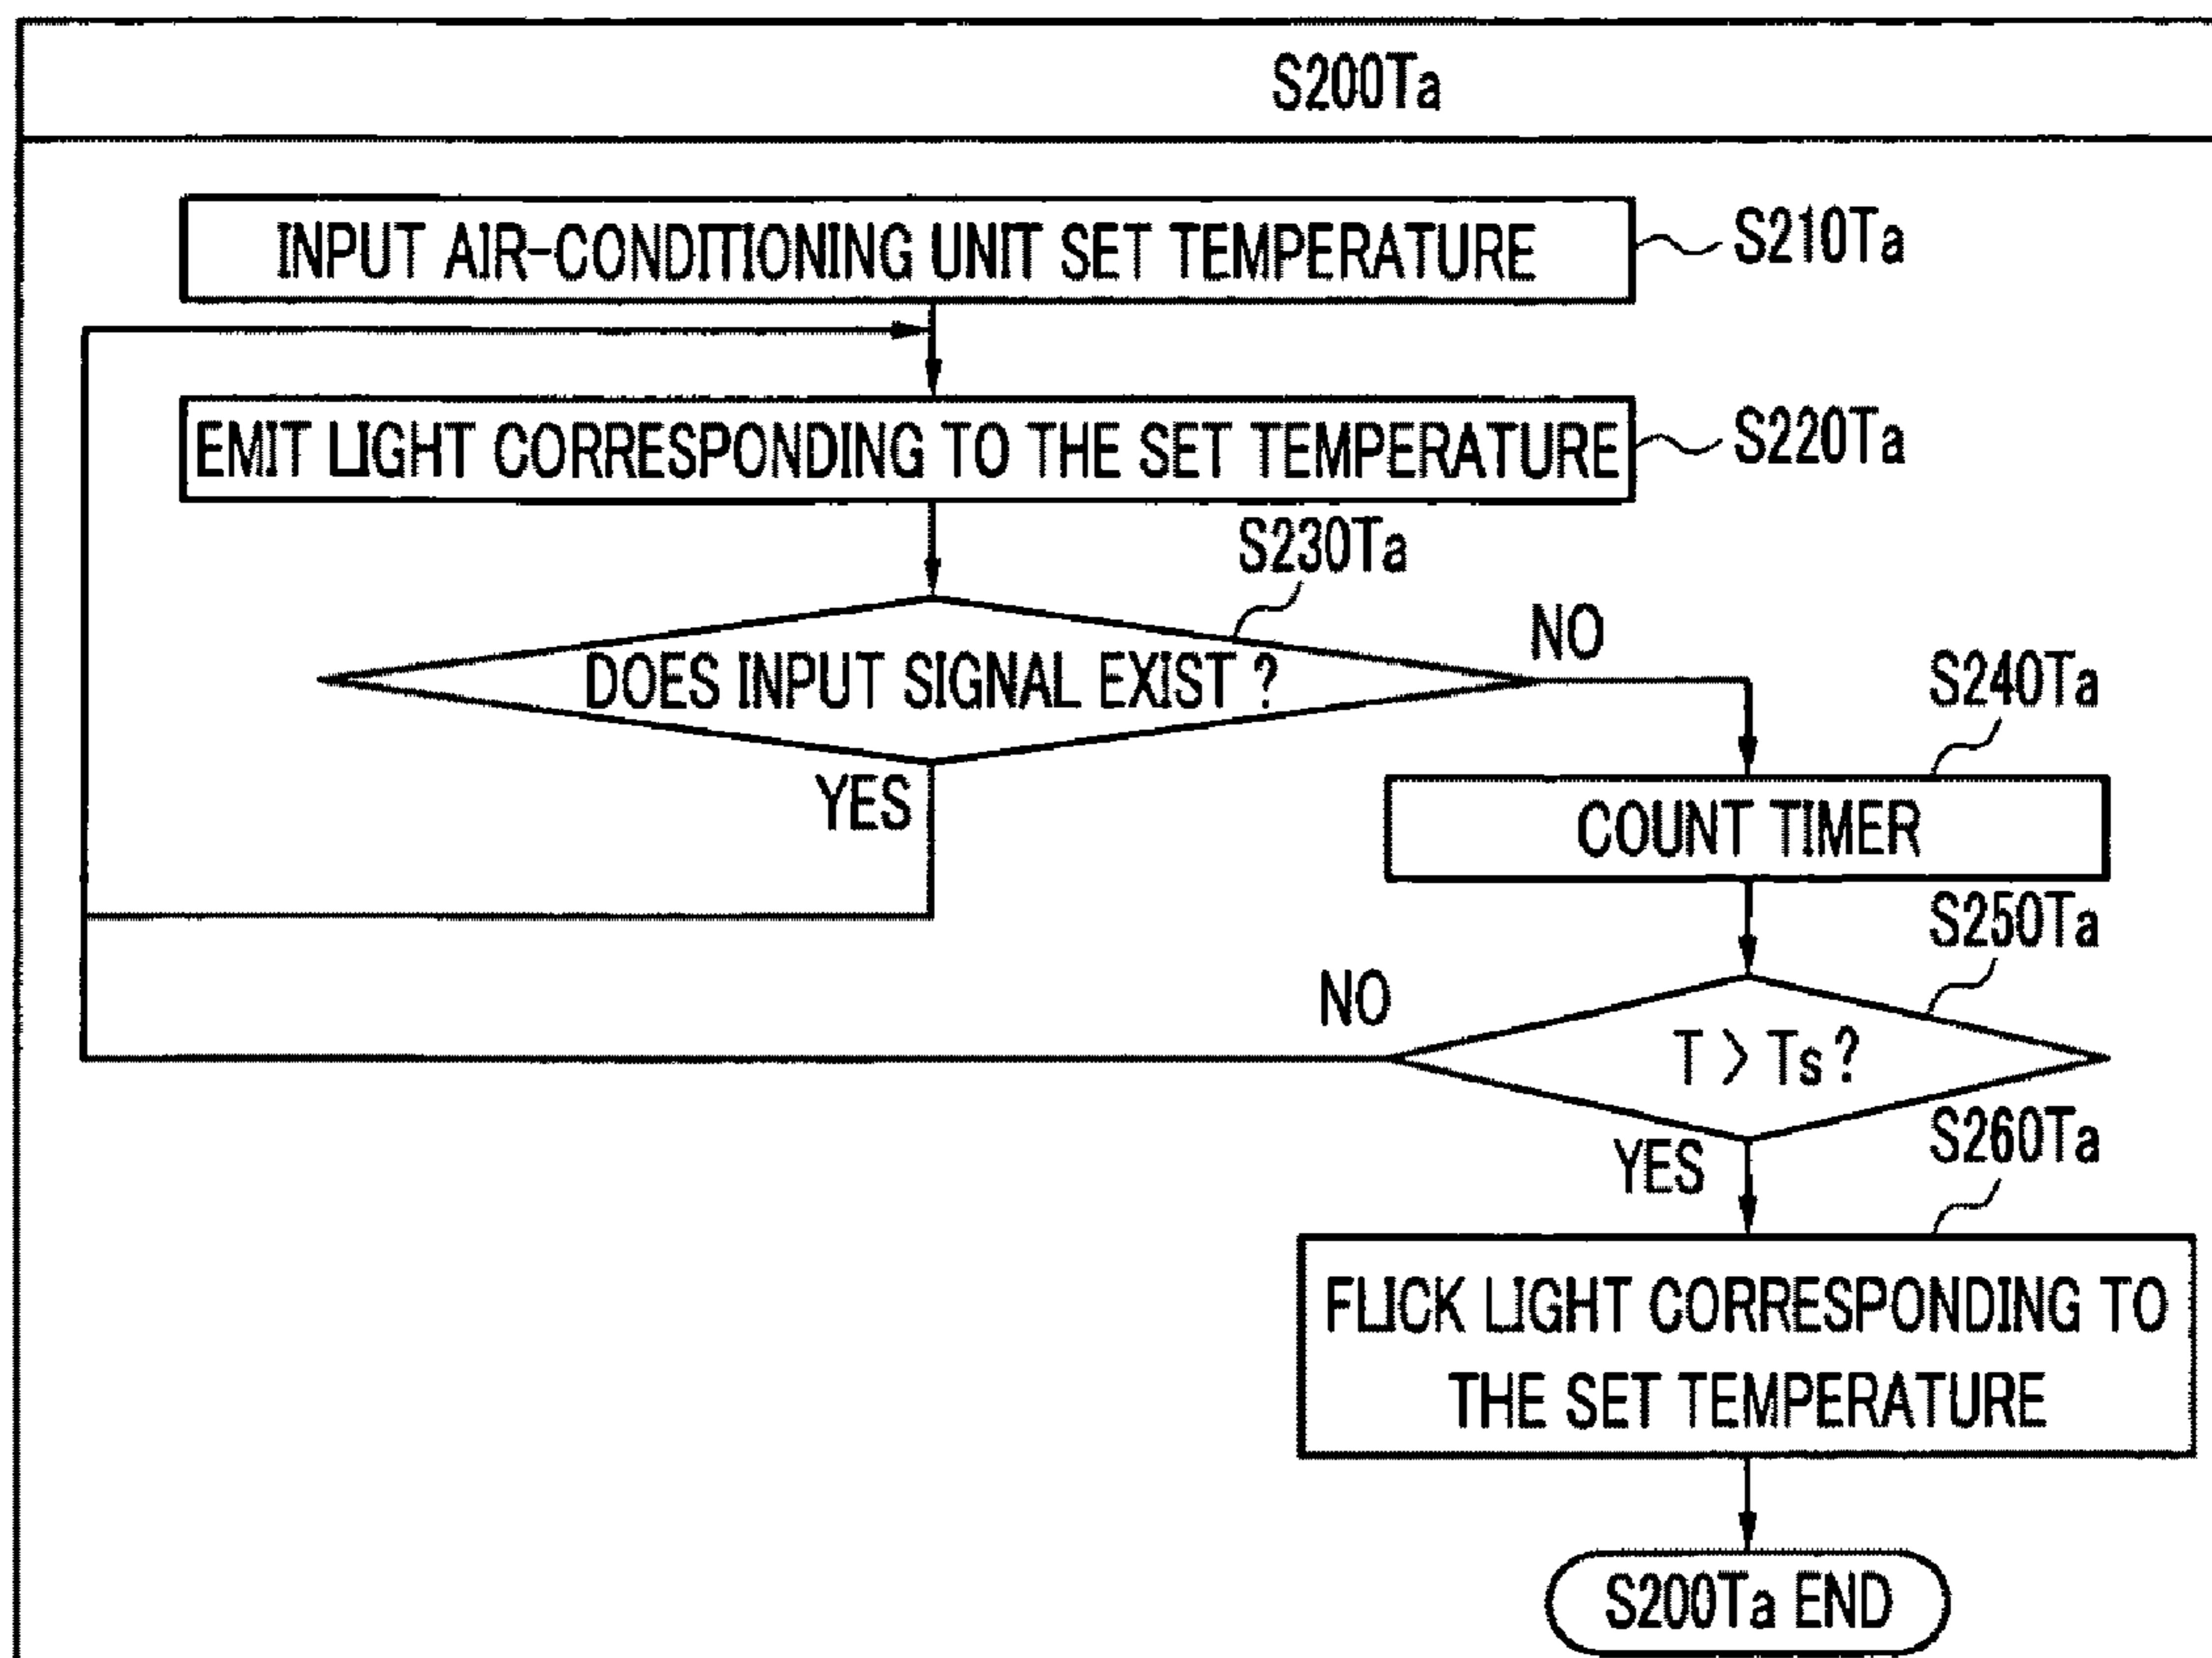 S200Ta
INPUT AIR-CONDITIONING UNIT SET TEMPERATURE
S210Ta
EMIT LIGHT CORRESPONDING TO THE SET TEMPERATURE
S220Ta
S230Ta
DOES INPUT SIGNAL EXIST ?
NO
YES
S240Ta
COUNT TIMER
S250Ta
NO
T > Ts ?
YES
S260Ta
FLICK LIGHT CORRESPONDING TO
THE SET TEMPERATURE
S200Ta END